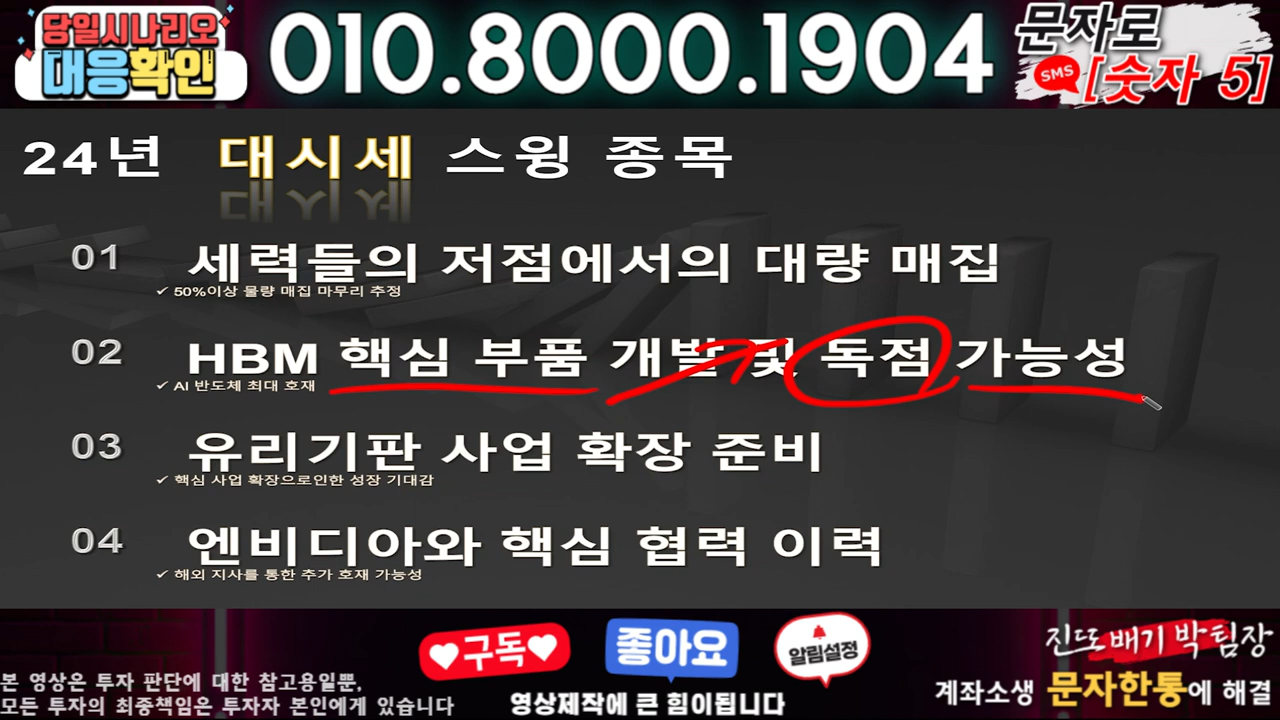 당일시나리오
대응확인
010.8000.1904
문자로
SMS [숫자 5]
24년 대시세 스윙 종목
01 세력들의 저점에서의 대량 매집
✓ 50%이상 물량 매집 마무리 추정
02 HBM 핵심 부품 개발 및 독점 가능성
✓ AI 반도체 최대 호재
03 유리기판 사업 확장 준비
✓ 핵심 사업 확장으로인한 성장 기대감
04 엔비디아와 핵심 협력 이력
✓ 해외 지사를 통한 추가 호재 가능성
구독
좋아요
알림설정
영상제작에 큰 힘이됩니다
본 영상은 투자 판단에 대한 참고용일뿐,
모든 투자의 최종책임은 투자자 본인에게 있습니다
진또배기 박팀장
계좌소생 문자한통에 해결